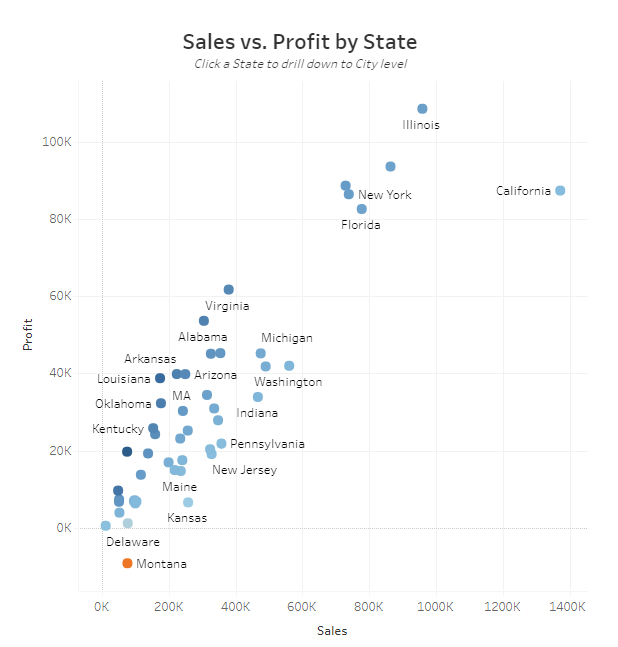 Sales vs. Profit by State
Click a State to drill down to City level
Illinois
100K
New York
California
80K
Florida
60K
Virginia
Alabama
Michigan
Arkansas
40K
Louisiana
Arizona
Washington
MA
Oklahoma
Indiana
Kentucky
Pennsylvania
20K
New Jersey
Maine
Kansas
0K
Delaware
Montana
Profit
0K 200K 400K 600K 800K 1000K 1200K 1400K
Sales